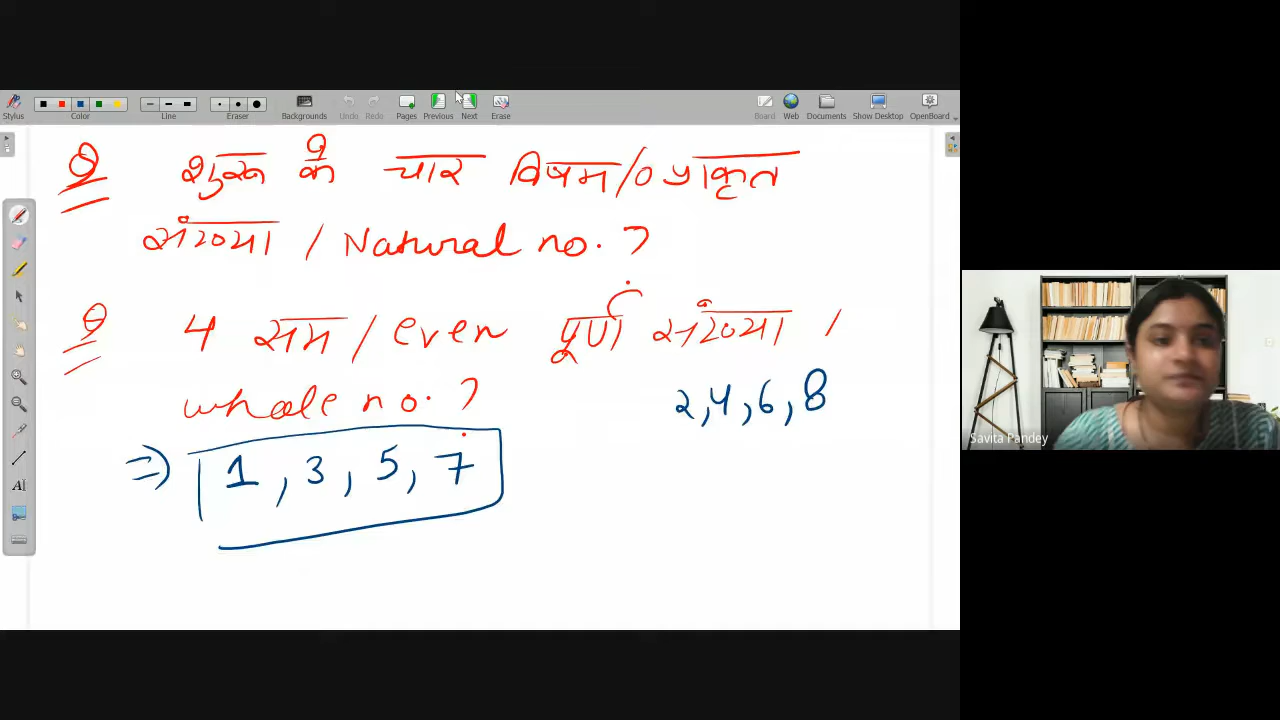 Stylus Color Line Eraser Backgrounds Undo Redo Pages Previous Next Erase Board Web Documents Show Desktop OpenBoard
Q शुरू के चार विषम/० प्राकृत
संख्या / Natural no. ?
Q 4 सम/even पूर्ण संख्या /
whole no. ?
2,4,6,8
⇒ 1, 3, 5, 7
Savita Pandey